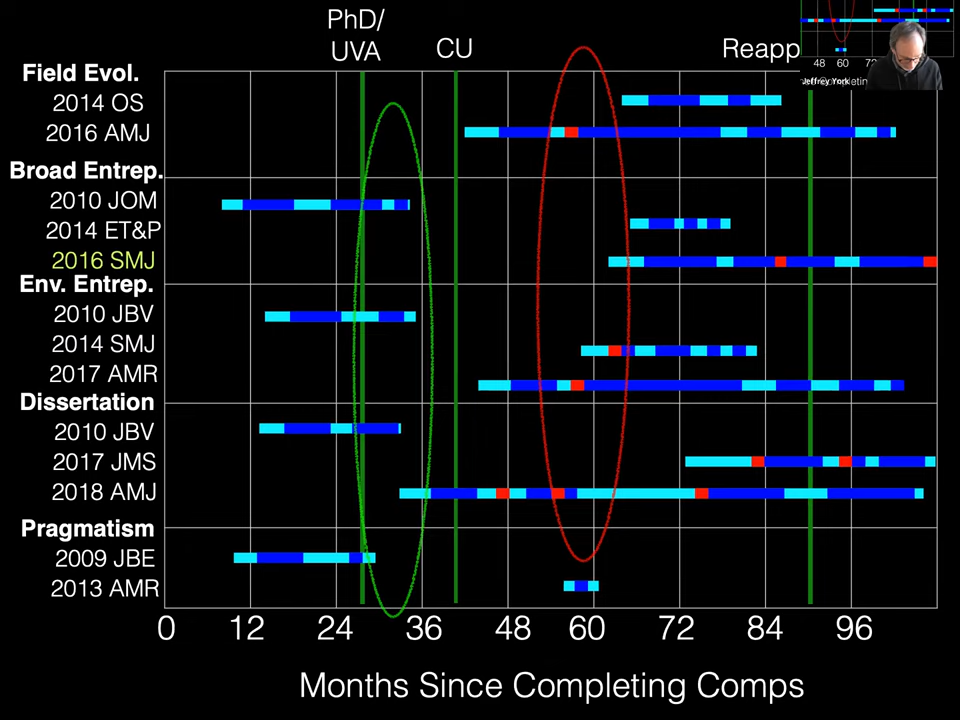 PhD/
UVA
CU
Reapp
Field Evol.
2014 OS
2016 AMJ
Broad Entrep.
2010 JOM
2014 ET&P
2016 SMJ
Env. Entrep.
2010 JBV
2014 SMJ
2017 AMR
Dissertation
2010 JBV
2017 JMS
2018 AMJ
Pragmatism
2009 JBE
2013 AMR
0 12 24 36 48 60 72 84 96
Months Since Completing Comps
48 60 72
Jeffrey York